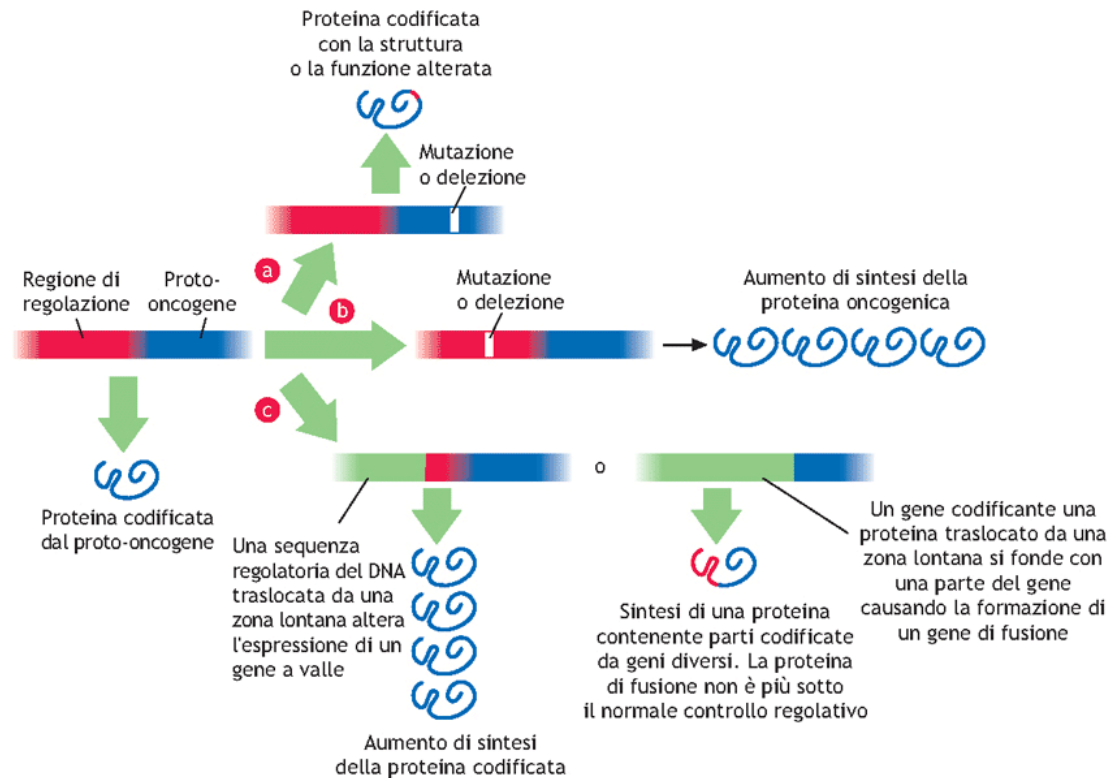 Proteina codificata
con la struttura
o la funzione alterata
Mutazione
o delezione
a
Regione di
regolazione
Proto-
oncogene
b
Mutazione
o delezione
Aumento di sintesi della
proteina oncogenica
c
Proteina codificata
dal proto-oncogene
o
Una sequenza
regolatoria del DNA
traslocata da una
zona lontana altera
l'espressione di un
gene a valle
Aumento di sintesi
della proteina codificata
Sintesi di una proteina
contenente parti codificate
da geni diversi. La proteina
di fusione non è più sotto
il normale controllo regolativo
Un gene codificante una
proteina traslocato da una
zona lontana si fonde con
una parte del gene
causando la formazione di
un gene di fusione